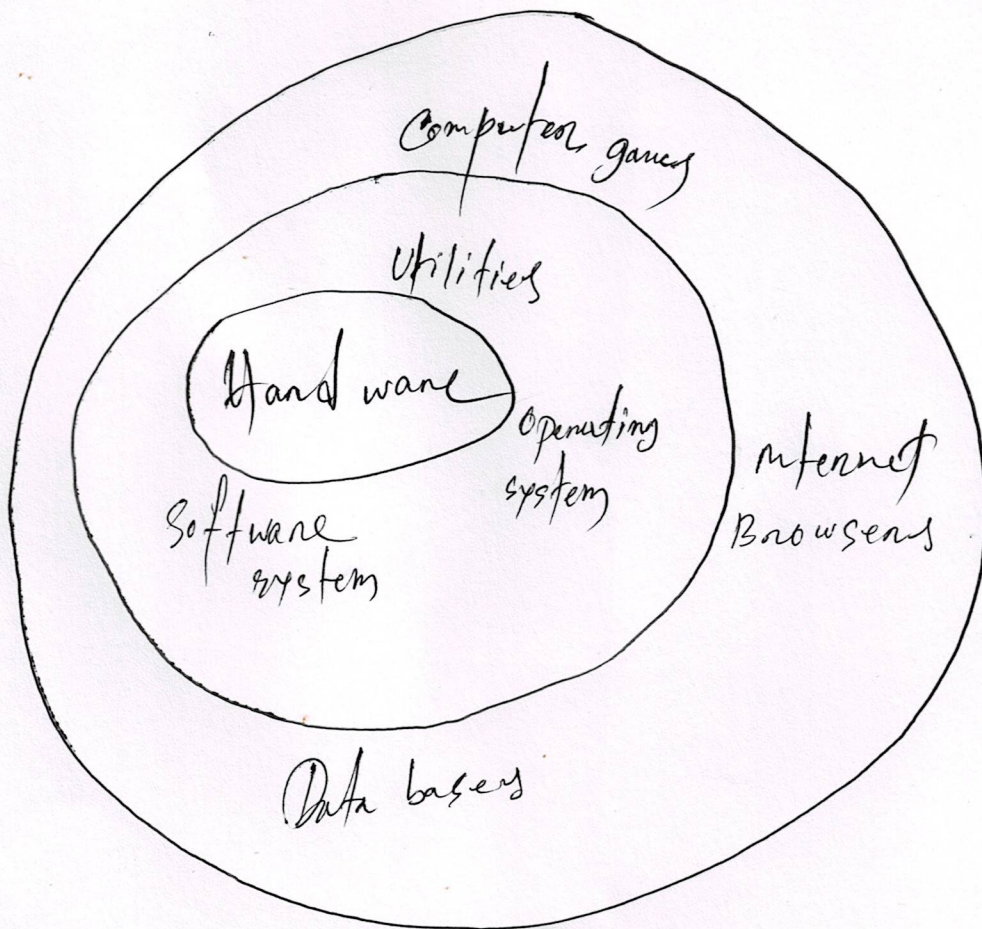 Computer games
Utilities
Hardware
Operating
system
Software
system
Internet
Browsers
Data bases